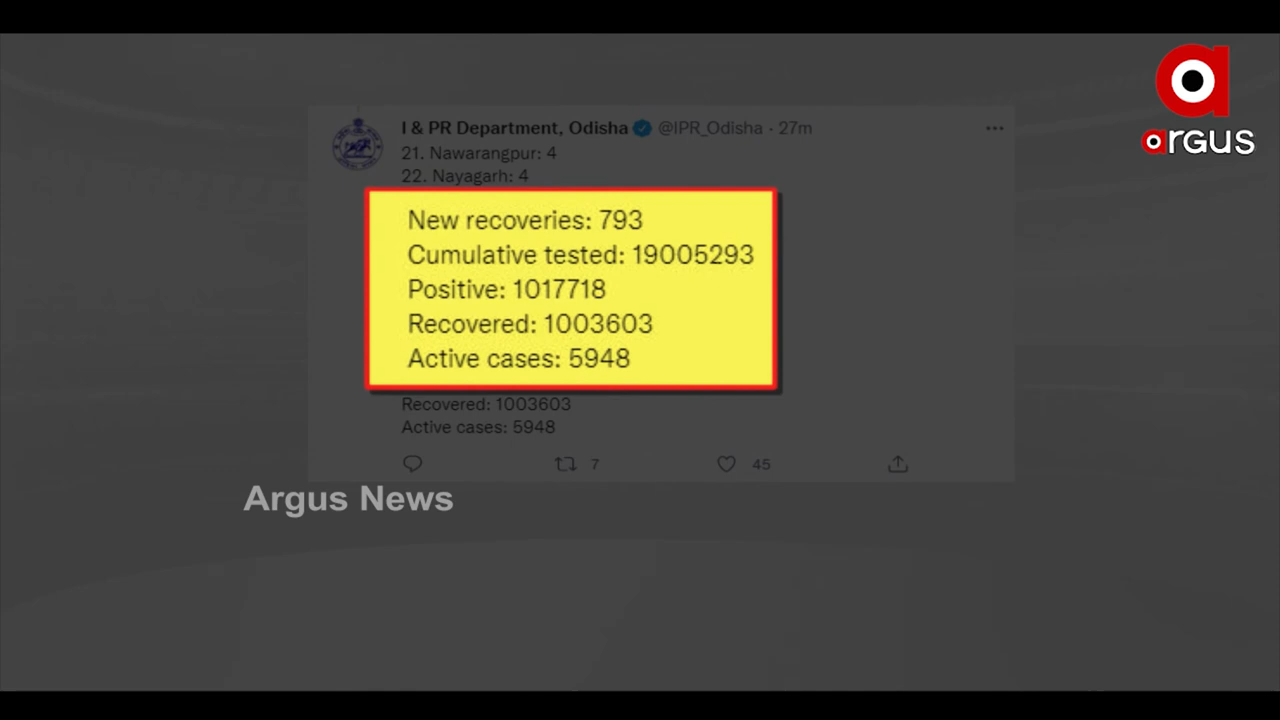 I & PR Department, Odisha @IPR_Odisha · 27m
21. Nawarangpur: 4
22. Nayagarh: 4
New recoveries: 793
Cumulative tested: 19005293
Positive: 1017718
Recovered: 1003603
Active cases: 5948
Recovered: 1003603
Active cases: 5948
7 45
Argus News
argus